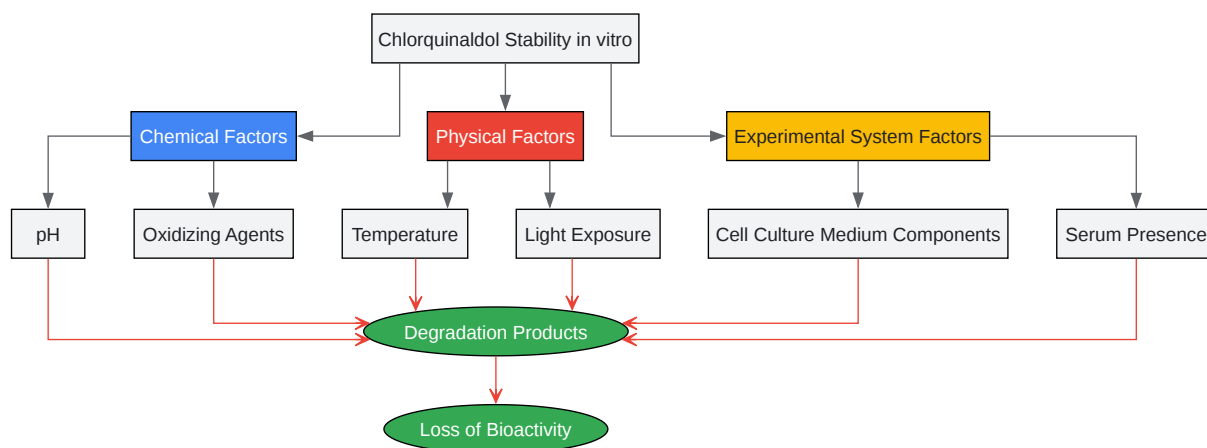 Chlorquinaldol Stability in vitro
Chemical Factors
Physical Factors
Experimental System Factors
pH
Oxidizing Agents
Temperature
Light Exposure
Cell Culture Medium Components
Serum Presence
Degradation Products
Loss of Bioactivity